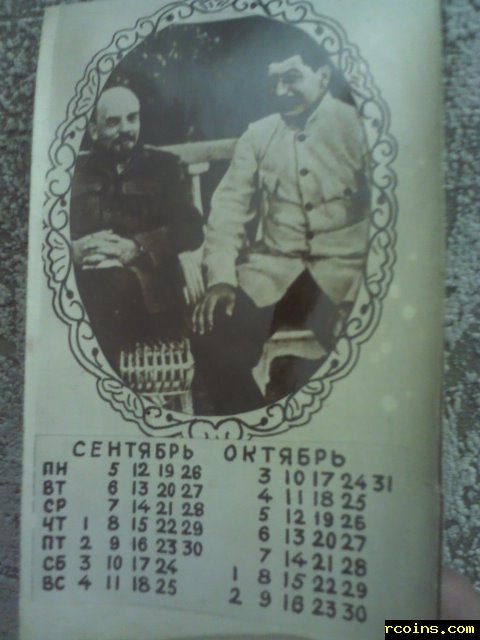 СЕНТЯБРЬ ОКТЯБРЬ
ПН 5 12 19 26 3 10 17 24 31
ВТ 6 13 20 27 4 11 18 25
СР 7 14 21 28 5 12 19 26
ЧТ 1 8 15 22 29 6 13 20 27
ПТ 2 9 16 23 30 7 14 21 28
СБ 3 10 17 24 1 8 15 22 29
ВС 4 11 18 25 2 9 16 23 30
rcoins.com